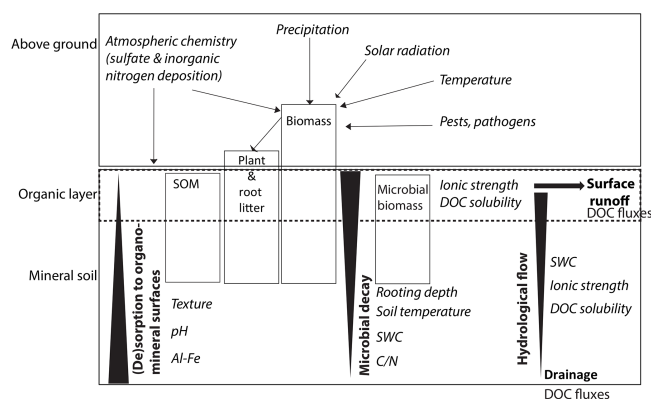 Above ground
Atmospheric chemistry
(sulfate & inorganic
nitrogen deposition)
Precipitation
Solar radiation
Temperature
Pests, pathogens
Biomass
Plant
&
root
litter
Organic layer
SOM
Microbial
biomass
Ionic strength
DOC solubility
Surface
runoff
DOC fluxes
Mineral soil
(De)sorption to organo-
mineral surfaces
Texture
pH
Al-Fe
Microbial decay
Rooting depth
Soil temperature
SWC
C/N
Hydrological flow
SWC
Ionic strength
DOC solubility
Drainage
DOC fluxes